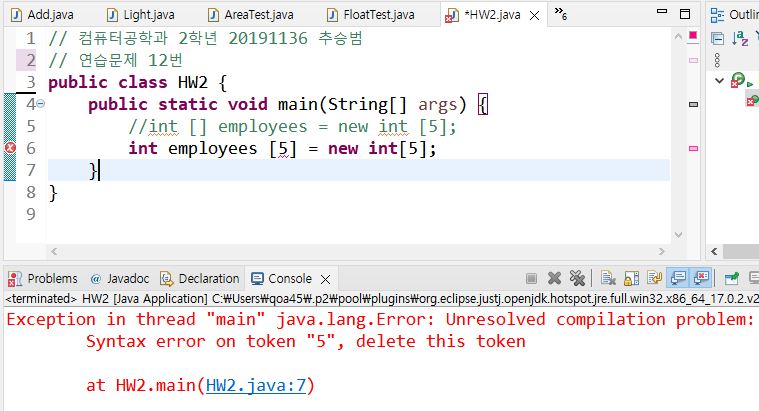 Add.java Light.java AreaTest.java FloatTest.java *HW2.java »6 Outlin
1 // 컴퓨터공학과 2학년 20191136 추승범
2 // 연습문제 12번
3 public class HW2 {
4 public static void main(String[] args) {
5 //int [] employees = new int [5];
6 int employees [5] = new int[5];
7 }
8 }
9
Problems @ Javadoc Declaration Console
<terminated> HW2 [Java Application] C:₩Users₩qoa45₩.p2₩pool₩plugins₩org.eclipse.justj.openjdk.hotspot.jre.full.win32.x86_64_17.0.2.v2
Exception in thread "main" java.lang.Error: Unresolved compilation problem:
Syntax error on token "5", delete this token
at HW2.main(HW2.java:7)